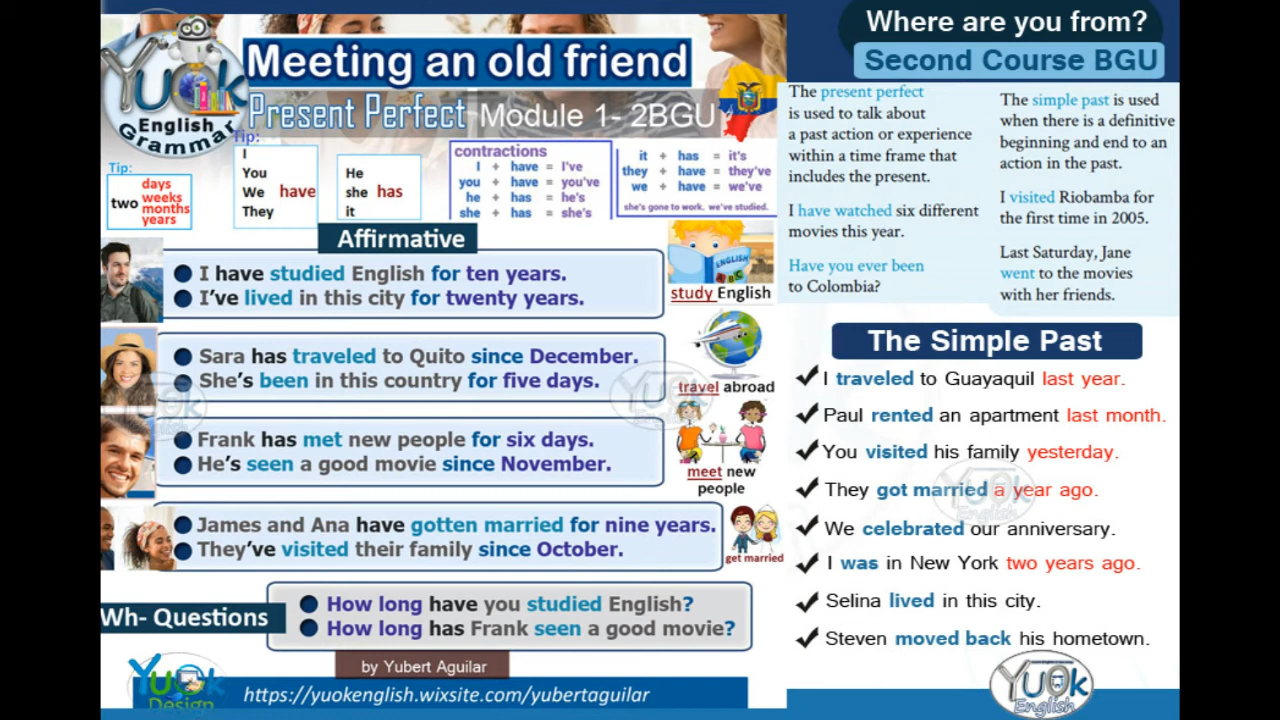 YUOK
English
Grammar
Meeting an old friend
Present Perfect
Module 1- 2BGU
Tip:
two
days
weeks
months
years
Tip:
I
You
We have
They
He
she has
it
contractions
I + have = I've
you + have = you've
he + has = he's
she + has = she's
it + has = it's
they + have = they've
we + have = we've
she's gone to work, we've studied.
Affirmative
I have studied English for ten years.
I've lived in this city for twenty years.
ENGLISH
ABC
study English
Sara has traveled to Quito since December.
She's been in this country for five days.
travel abroad
Frank has met new people for six days.
He's seen a good movie since November.
meet new
people
James and Ana have gotten married for nine years.
They've visited their family since October.
get married
Wh- Questions
How long have you studied English?
How long has Frank seen a good movie?
by Yubert Aguilar
YUOK
Design
https://yuokenglish.wixsite.com/yubertaguilar
Where are you from?
Second Course BGU
The present perfect
is used to talk about
a past action or experience
within a time frame that
includes the present.
I have watched six different
movies this year.
Have you ever been
to Colombia?
The simple past is used
when there is a definitive
beginning and end to an
action in the past.
I visited Riobamba for
the first time in 2005.
Last Saturday, Jane
went to the movies
with her friends.
The Simple Past
I traveled to Guayaquil last year.
Paul rented an apartment last month.
You visited his family yesterday.
They got married a year ago.
We celebrated our anniversary.
I was in New York two years ago.
Selina lived in this city.
Steven moved back his hometown.
YUOK
English